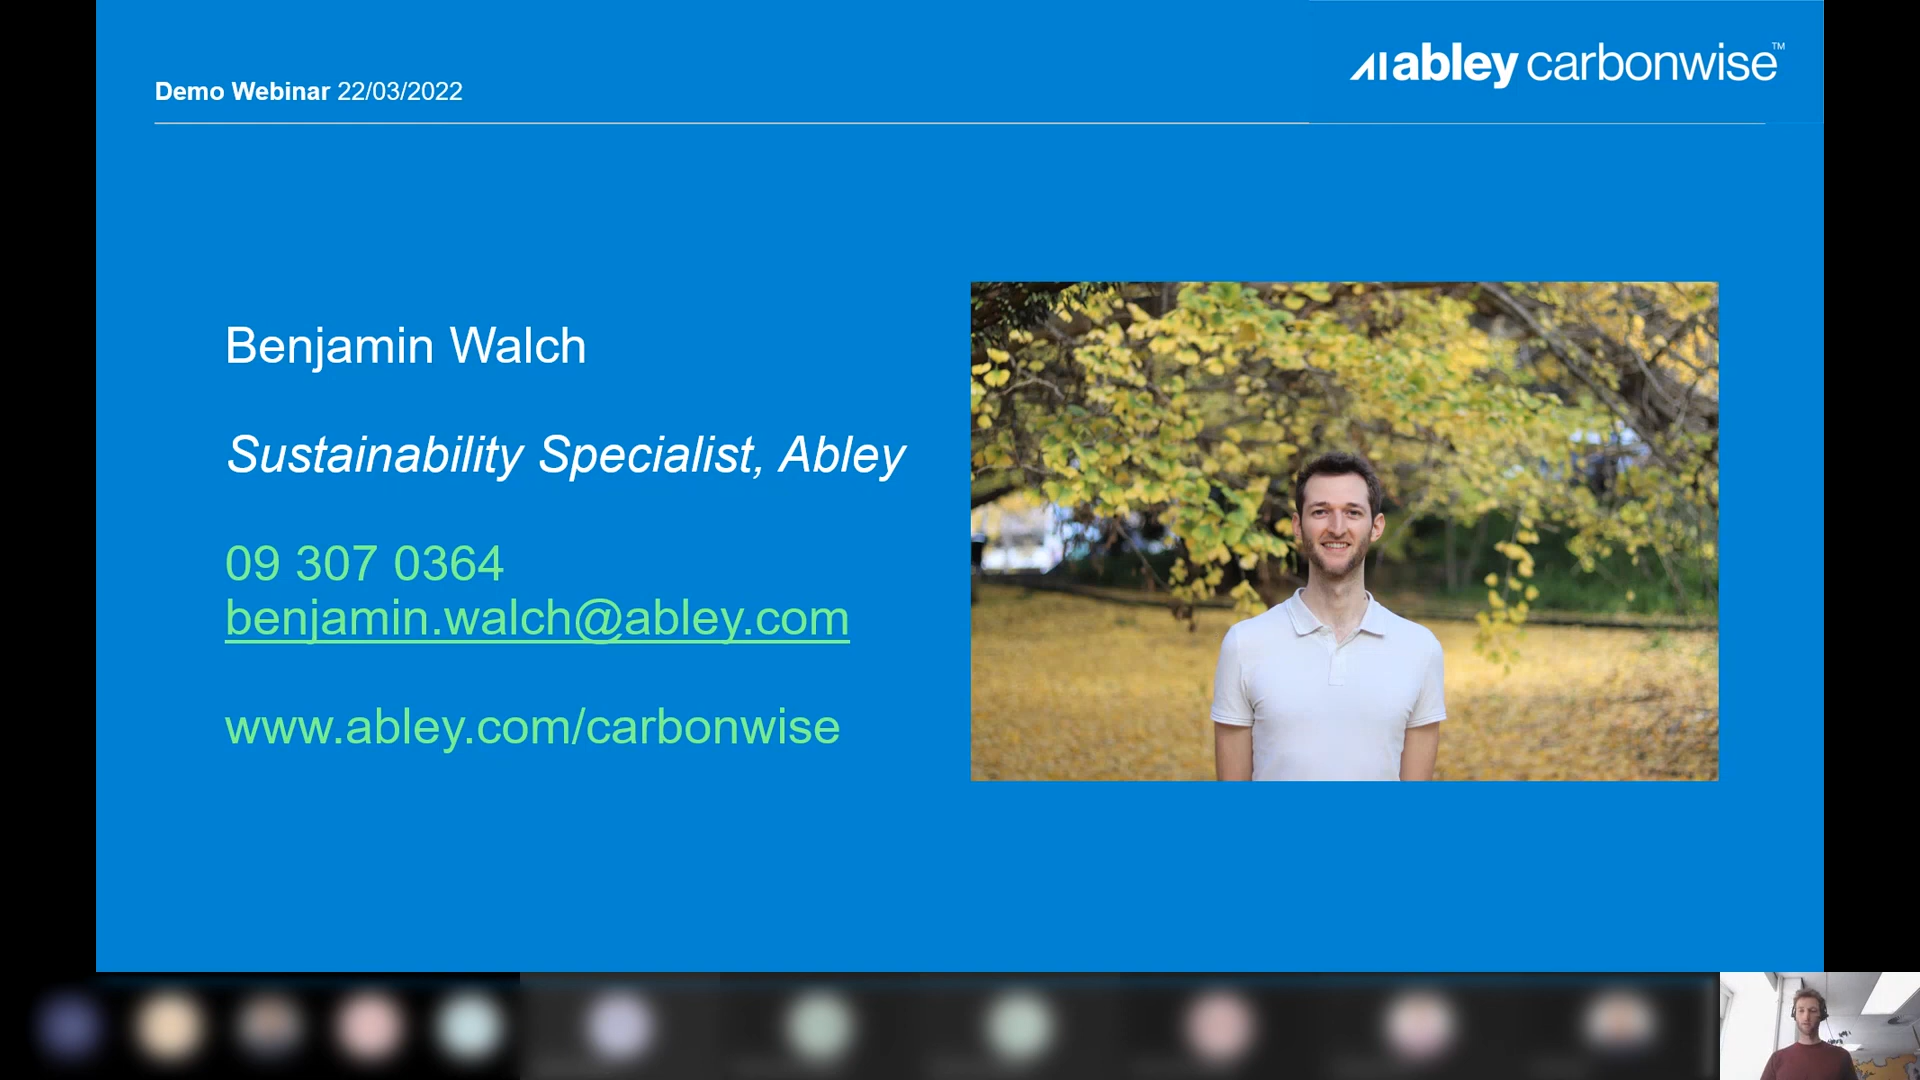 Demo Webinar 22/03/2022
abley carbonwise™
Benjamin Walch
Sustainability Specialist, Abley
09 307 0364
benjamin.walch@abley.com
www.abley.com/carbonwise